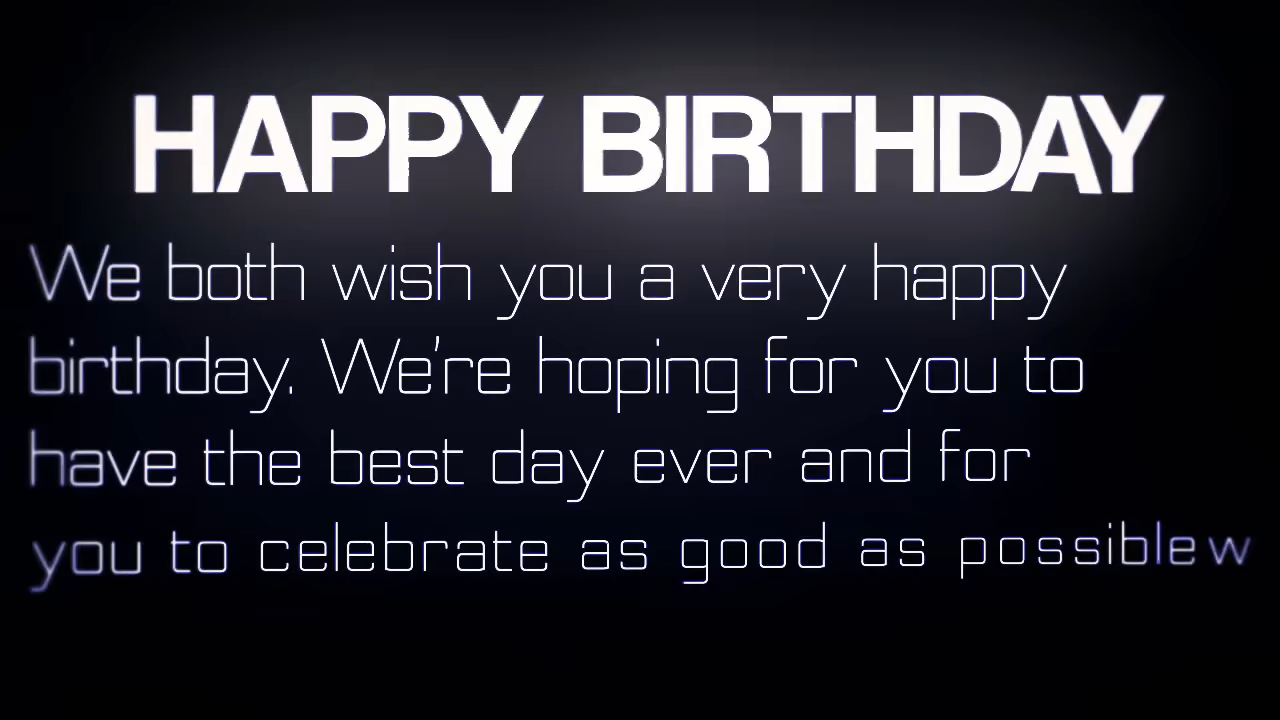 HAPPY BIRTHDAY
We both wish you a very happy
birthday. We're hoping for you to
have the best day ever and for
you to celebrate as good as possiblew